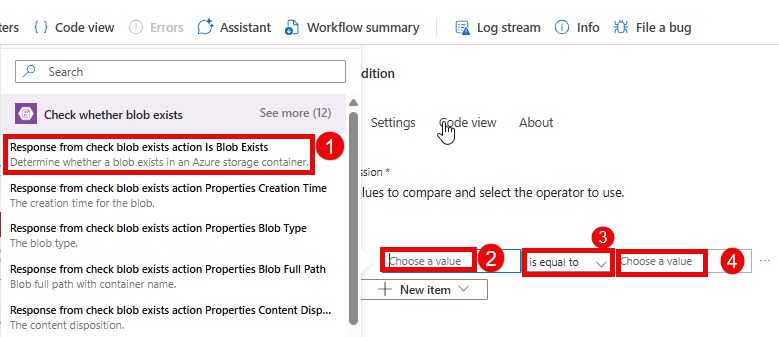 ters {} Code view Errors Assistant Workflow summary Log stream Info File a bug
Search
Check whether blob exists See more (12)
Response from check blob exists action Is Blob Exists
Determine whether a blob exists in an Azure storage container.
1
Response from check blob exists action Properties Creation Time
The creation time for the blob.
Response from check blob exists action Properties Blob Type
The blob type.
Response from check blob exists action Properties Blob Full Path
Blob full path with container name.
Response from check blob exists action Properties Content Disp...
The content disposition.
dition
Settings Code view About
ession *
alues to compare and select the operator to use.
3
Choose a value 2 is equal to Choose a value 4 ...
+ New item